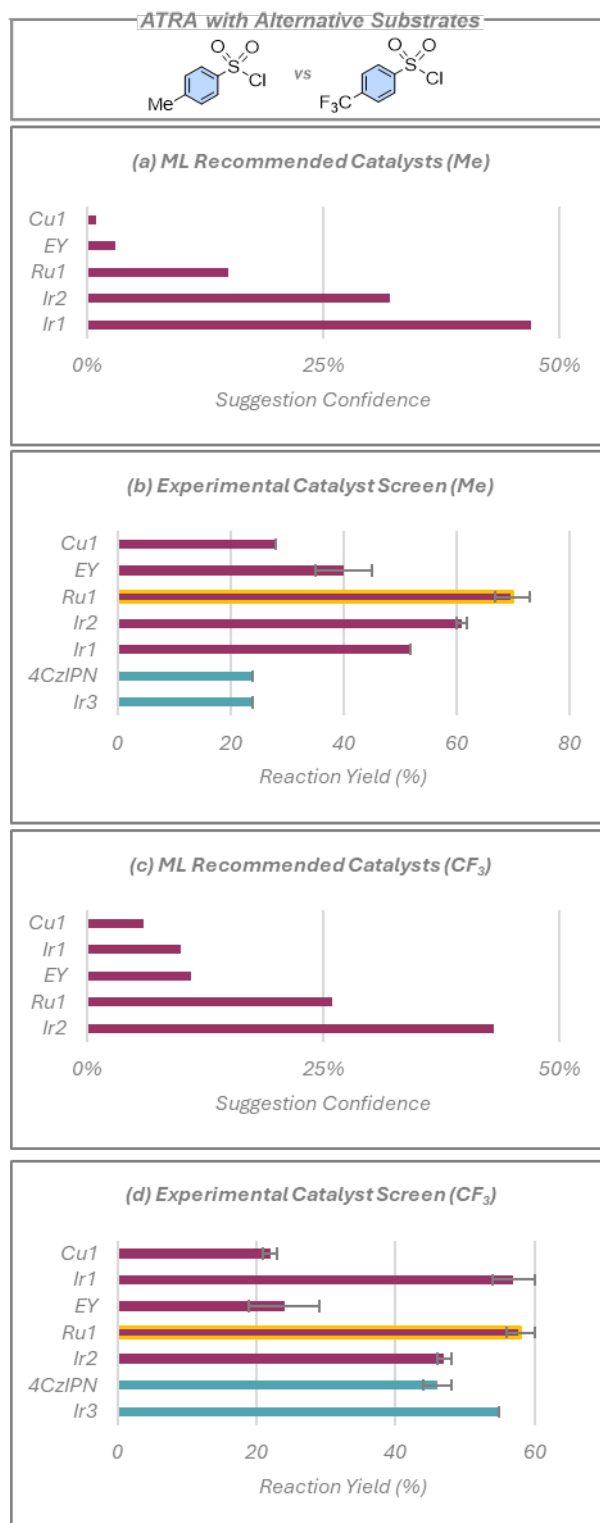 ATRA with Alternative Substrates
O O
S
Cl
Me
vs
O O
S
Cl
F₃C
(a) ML Recommended Catalysts (Me)
Cu1
EY
Ru1
Ir2
Ir1
0% 25% 50%
Suggestion Confidence
(b) Experimental Catalyst Screen (Me)
Cu1
EY
Ru1
Ir2
Ir1
4CzIPN
Ir3
0 20 40 60 80
Reaction Yield (%)
(c) ML Recommended Catalysts (CF₃)
Cu1
Ir1
EY
Ru1
Ir2
0% 25% 50%
Suggestion Confidence
(d) Experimental Catalyst Screen (CF₃)
Cu1
Ir1
EY
Ru1
Ir2
4CzIPN
Ir3
0 20 40 60
Reaction Yield (%)